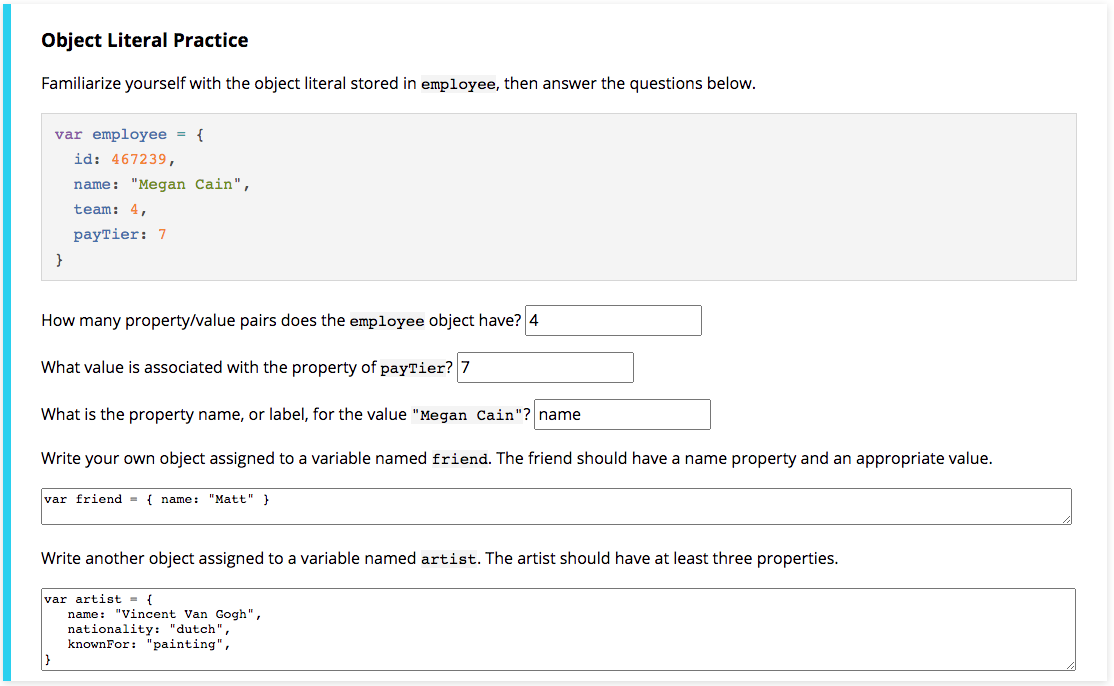 Object Literal Practice
Familiarize yourself with the object literal stored in employee, then answer the questions below.
var employee = {
  id: 467239,
  name: "Megan Cain",
  team: 4,
  payTier: 7
}
How many property/value pairs does the employee object have? 4
What value is associated with the property of payTier? 7
What is the property name, or label, for the value "Megan Cain"? name
Write your own object assigned to a variable named friend. The friend should have a name property and an appropriate value.
var friend = { name: "Matt" }
Write another object assigned to a variable named artist. The artist should have at least three properties.
var artist = {
   name: "Vincent Van Gogh",
   nationality: "dutch",
   knownFor: "painting",
}